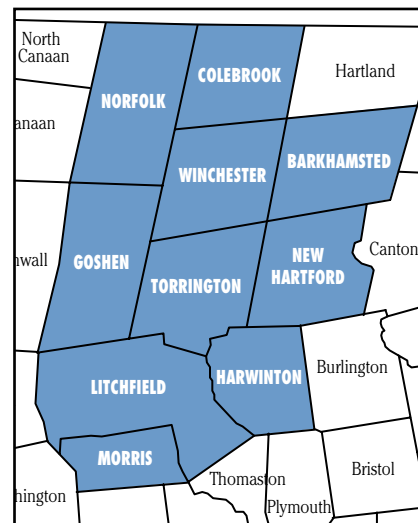 North
Canaan
COLEBROOK
Hartland
NORFOLK
anaan
WINCHESTER
BARKHAMSTED
nwall
GOSHEN
TORRINGTON
NEW
HARTFORD
Canton
LITCHFIELD
HARWINTON
Burlington
MORRIS
Thomaston
Bristol
hington
Plymouth